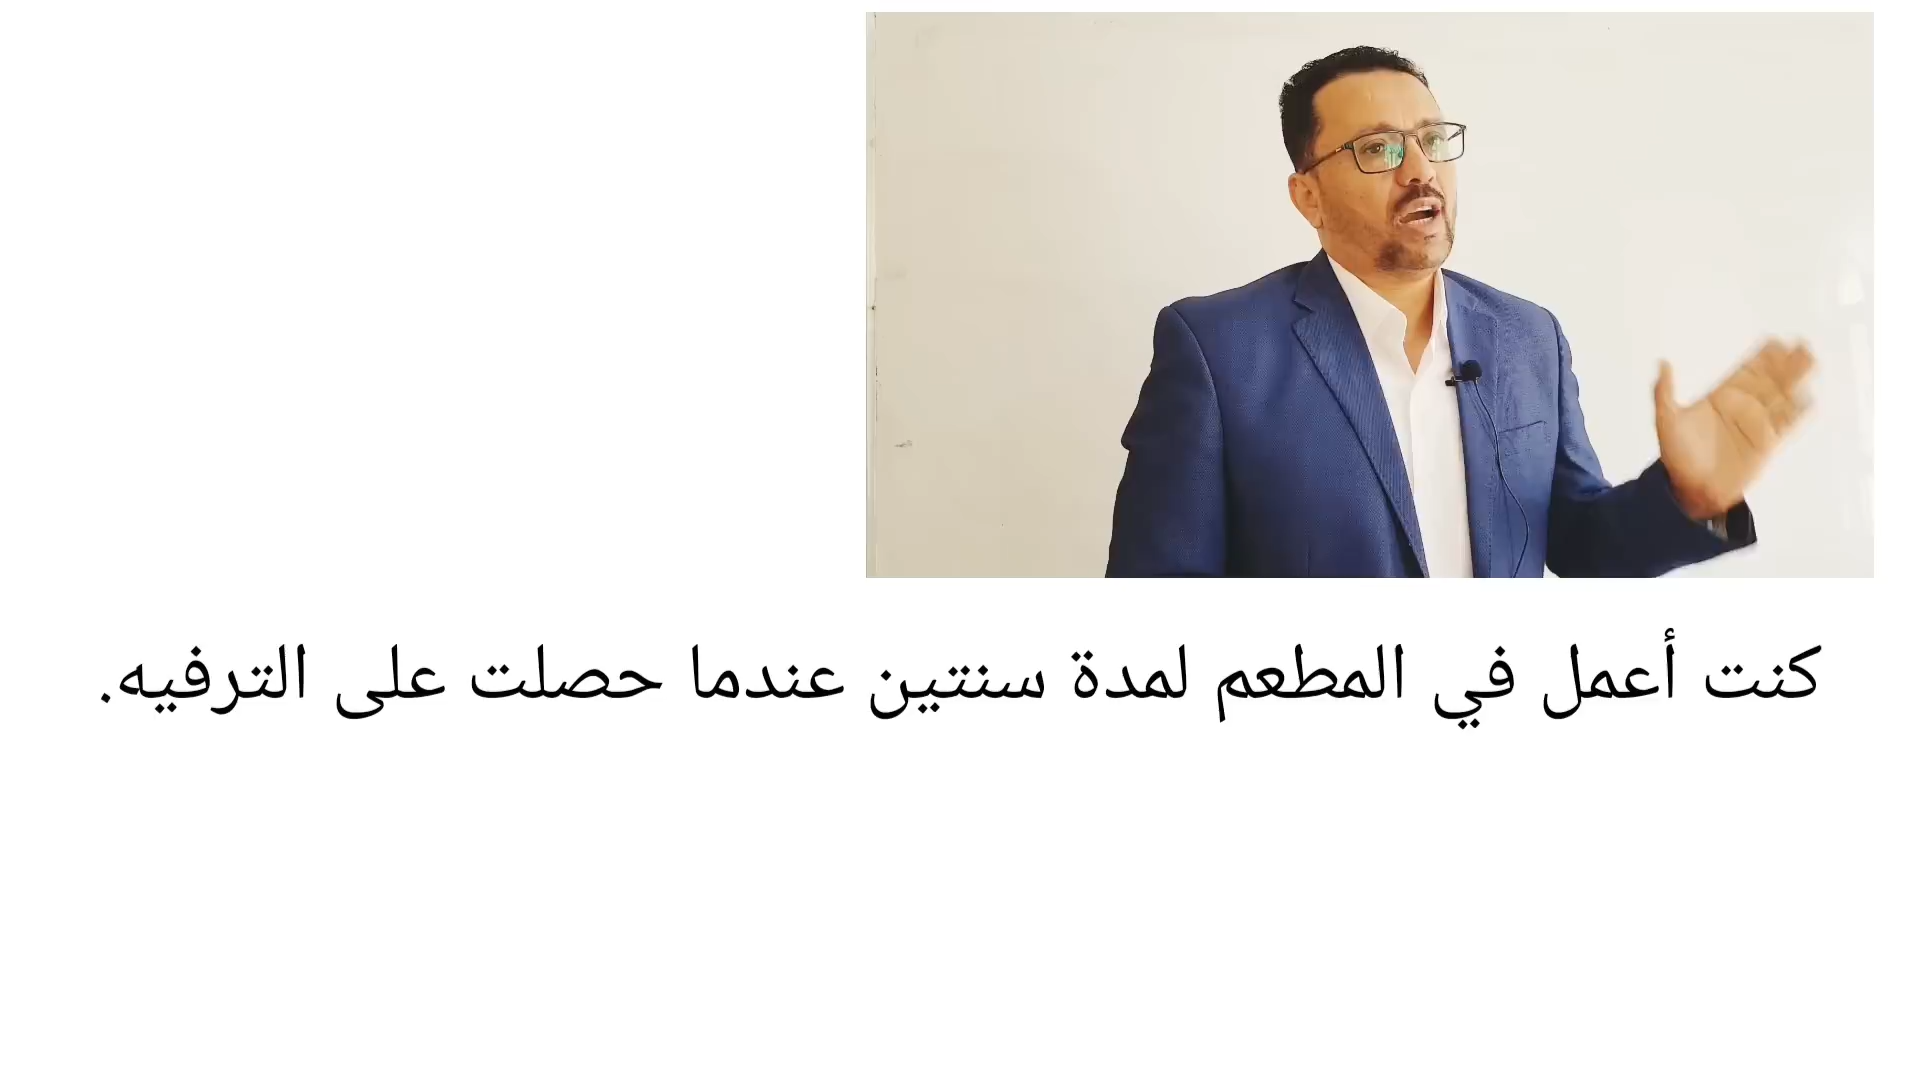 كنت أعمل في المطعم لمدة سنتين عندما حصلت على الترفيه.